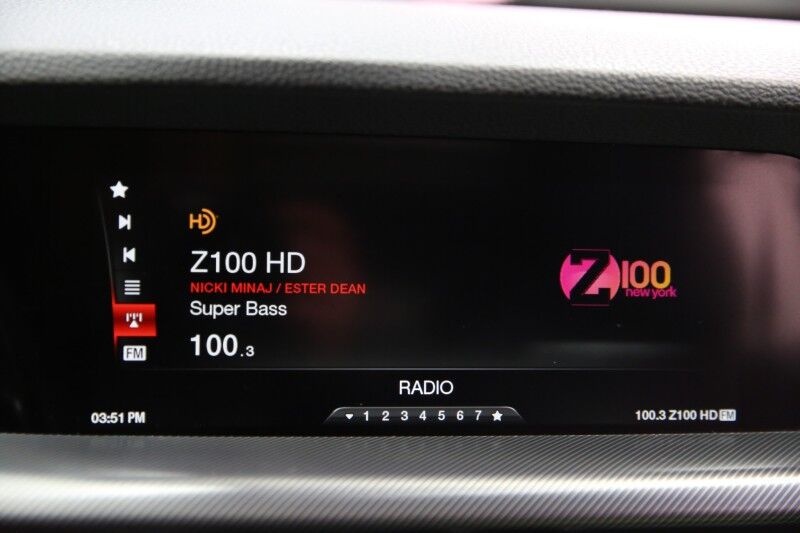 HD
Z100 HD
NICKI MINAJ / ESTER DEAN
Super Bass
100.3
FM
Z100
new york
RADIO
1 2 3 4 5 6 7
03:51 PM
100.3 Z100 HD FM